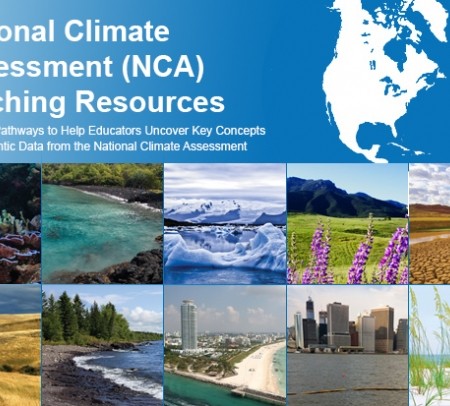 onal Climate
essment (NCA)
ching Resources
Pathways to Help Educators Uncover Key Concepts
ntic Data from the National Climate Assessment